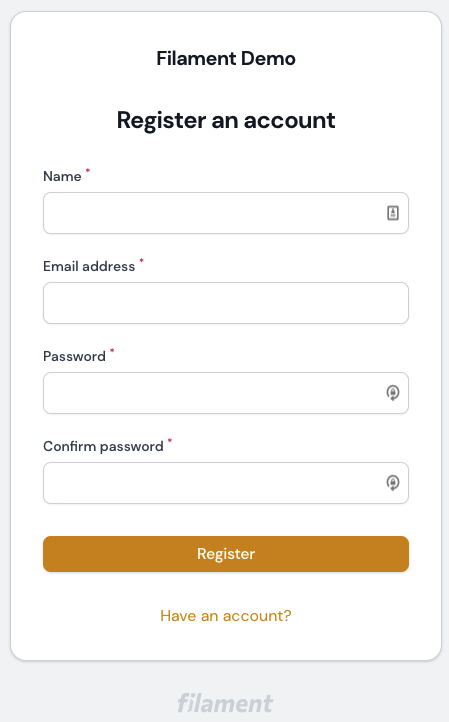 Filament Demo
Register an account
Name *
Email address *
Password *
Confirm password *
Register
Have an account?
filament